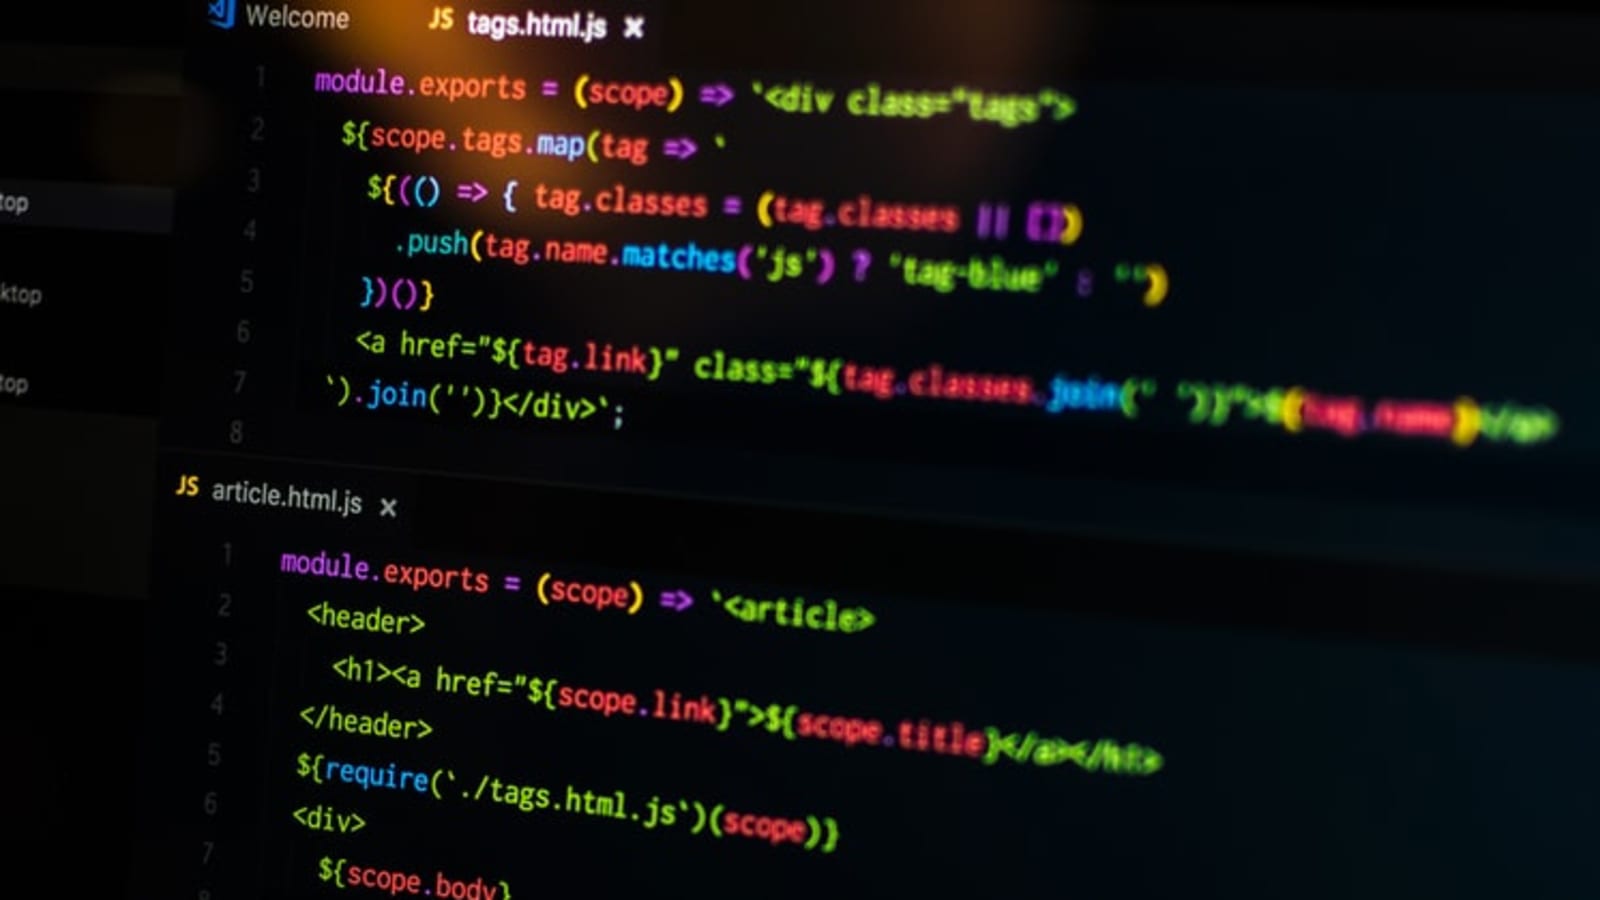 Welcome
JS tags.html.js ×
1 module.exports = (scope) => `<div class="tags">
2 ${scope.tags.map(tag => `
3 ${(() => { tag.classes = (tag.classes || [])
4 .push(tag.name.matches('js') ? 'tag-blue' : '')
5 })()}
6 <a href="${tag.link}" class="${tag.classes.join(' ')}">${tag.name}</a>
7 `).join('')}</div>`;
8
top
ktop
top
JS article.html.js ×
1 module.exports = (scope) => `<article>
2 <header>
3 <h1><a href="${scope.link}">${scope.title}</a></h1>
4 </header>
5 ${require(`./tags.html.js`)(scope)}
6 <div>
7 ${scope.body}
8